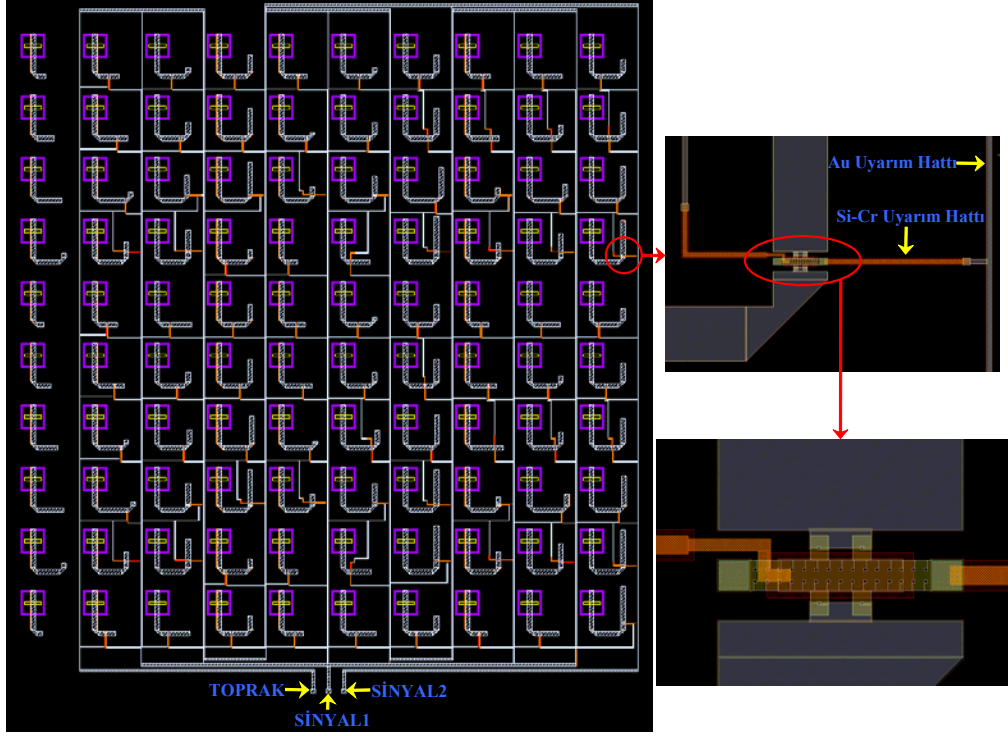 Au Uyarım Hattı
Si-Cr Uyarım Hattı
TOPRAK
SİNYAL2
SİNYAL1